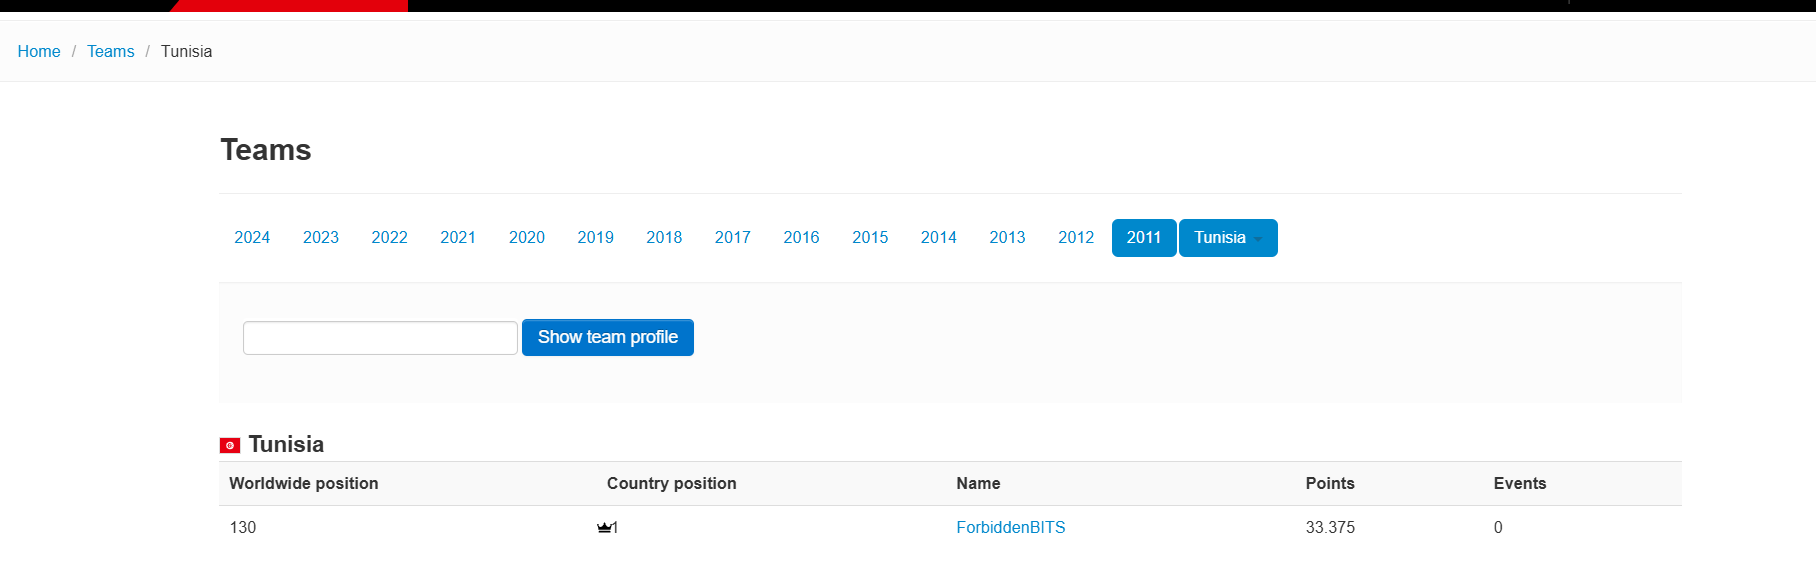 Home / Teams / Tunisia
Teams
2024 2023 2022 2021 2020 2019 2018 2017 2016 2015 2014 2013 2012 2011 Tunisia
Show team profile
Tunisia
Worldwide position Country position Name Points Events
130 1 ForbiddenBITS 33.375 0